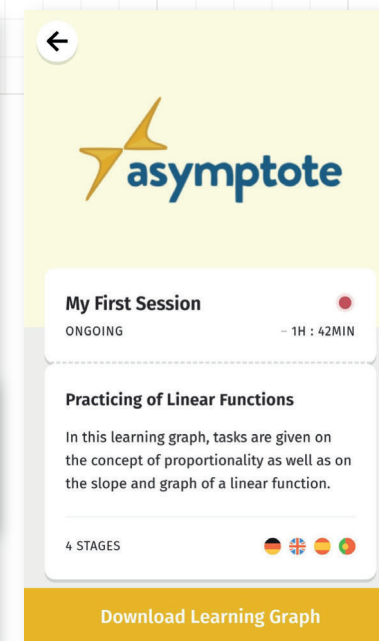 asymptote
My First Session
ONGOING – 1H : 42MIN
Practicing of Linear Functions
In this learning graph, tasks are given on
the concept of proportionality as well as on
the slope and graph of a linear function.
4 STAGES
Download Learning Graph